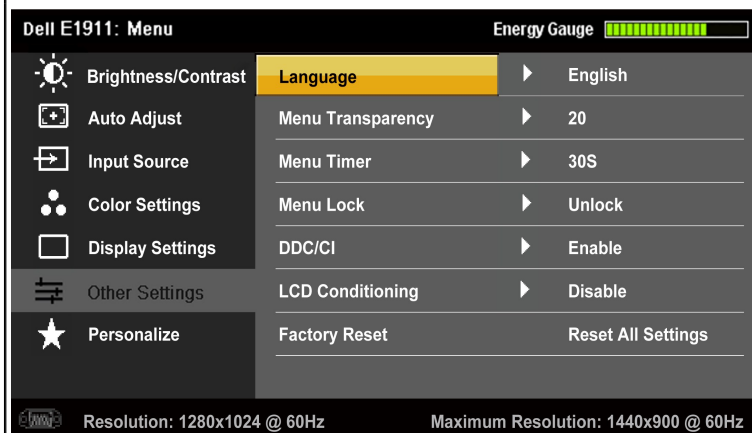 Dell E1911: Menu Energy Gauge
Brightness/Contrast Language English
Auto Adjust Menu Transparency 20
Input Source Menu Timer 30S
Color Settings Menu Lock Unlock
Display Settings DDC/CI Enable
Other Settings LCD Conditioning Disable
Personalize Factory Reset Reset All Settings
Resolution: 1280x1024 @ 60Hz Maximum Resolution: 1440x900 @ 60Hz